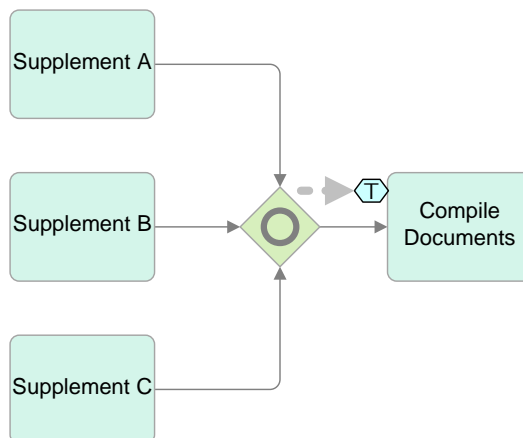 Supplement A
T
Supplement B
Compile
Documents
Supplement C